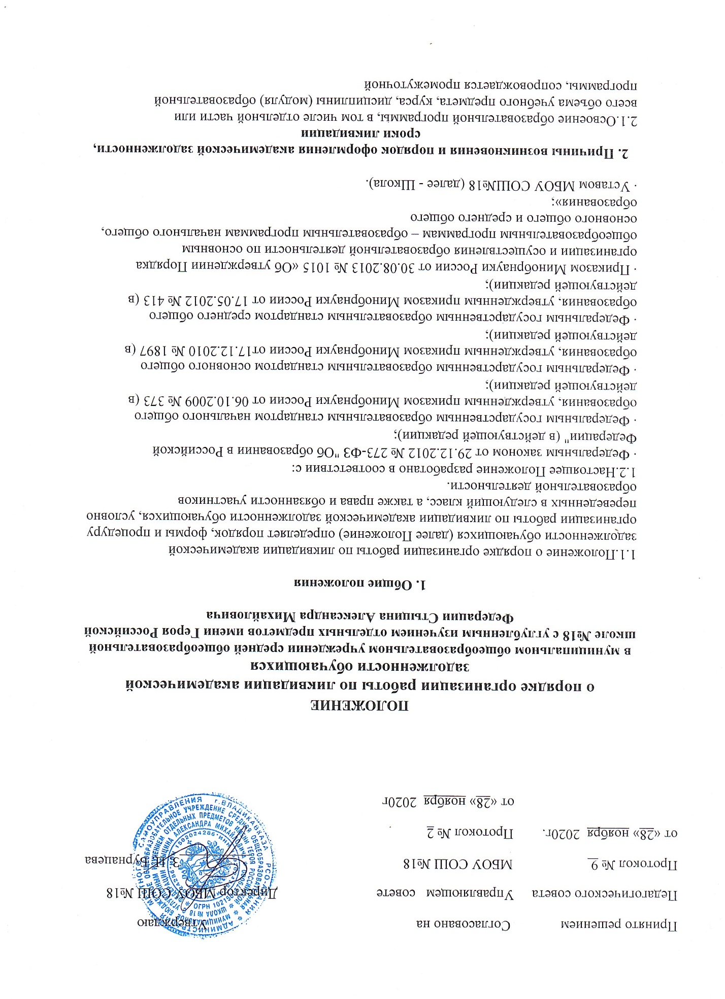 Принято решением Согласовано на Утверждаю
Педагогического совета Управляющем совете Директор МБОУ СОШ №18
Протокол № 9 МБОУ СОШ №18 Бурнацева
от «28» ноября 2020г. Протокол № 2
от «28» ноября 2020г
ПОЛОЖЕНИЕ
о порядке организации работы по ликвидации академической
задолженности обучающихся
в муниципальном общеобразовательном учреждении средней общеобразовательной
школе №18 с углубленным изучением отдельных предметов имени Героя Российской
Федерации Стыцина Александра Михайловича
1. Общие положения
1.1.Положение о порядке организации работы по ликвидации академической
задолженности обучающихся (далее Положение) определяет порядок, формы и процедуру
организации работы по ликвидации академической задолженности обучающихся, условно
переведенных в следующий класс, а также права и обязанности участников
образовательной деятельности.
1.2.Настоящее Положение разработано в соответствии с:
· Федеральным законом от 29.12.2012 № 273-ФЗ "Об образовании в Российской
Федерации" (в действующей редакции);
· Федеральным государственным образовательным стандартом начального общего
образования, утвержденным приказом Минобрнауки России от 06.10.2009 № 373 (в
действующей редакции);
· Федеральным государственным образовательным стандартом основного общего
образования, утвержденным приказом Минобрнауки России от17.12.2010 № 1897 (в
действующей редакции);
· Федеральным государственным образовательным стандартом среднего общего
образования, утвержденным приказом Минобрнауки России от 17.05.2012 № 413 (в
действующей редакции);
· Приказом Минобрнауки России от 30.08.2013 № 1015 «Об утверждении Порядка
организации и осуществления образовательной деятельности по основным
общеобразовательным программам – образовательным программам начального общего,
основного общего и среднего общего
образования»;
· Уставом МБОУ СОШ№18 (далее - Школа).
2. Причины возникновения и порядок оформления академической задолженности,
сроки ликвидации
2.1.Освоение образовательной программы, в том числе отдельной части или
всего объема учебного предмета, курса, дисциплины (модуля) образовательной
программы, сопровождается промежуточной